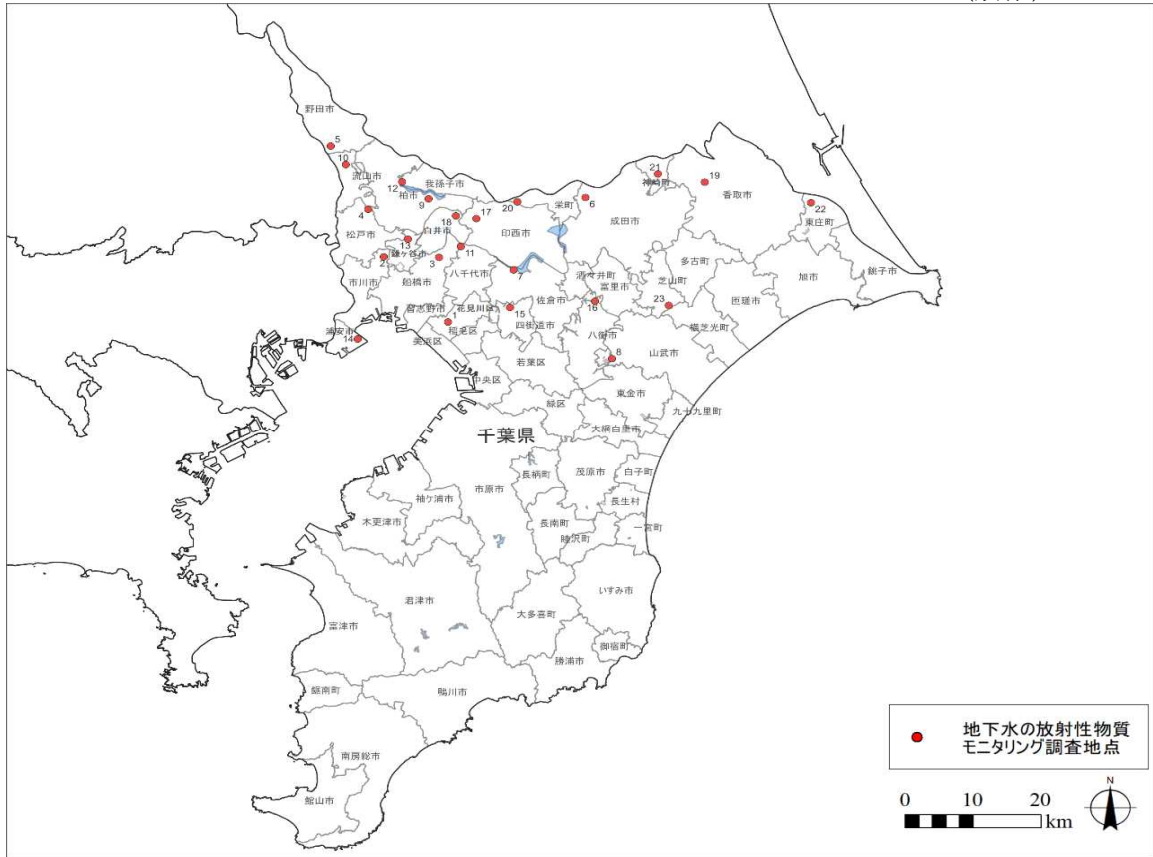 野田市
5
10
流山市
12
我孫子市
柏市
9
4
松戸市
18
白井市
17
20
印西市
栄町
6
成田市
21
神崎町
19
香取市
22
東庄町
13
鎌ケ谷市
2
3
11
市川市
船橋市
八千代市
7
酒々井町
富里市
多古町
芝山町
旭市
銚子市
匝瑳市
習志野市
花見川区
佐倉市
16
23
横芝光町
浦安市
14
1
稲毛区
美浜区
15
四街道市
八街市
8
山武市
若葉区
中央区
東金市
緑区
九十九里町
大網白里市
千葉県
市原市
長柄町
茂原市
白子町
袖ケ浦市
木更津市
長生村
長南町
一宮町
睦沢町
君津市
いすみ市
大多喜町
富津市
御宿町
勝浦市
鋸南町
鴨川市
南房総市
館山市
地下水の放射性物質
モニタリング調査地点
0 10 20
km
N